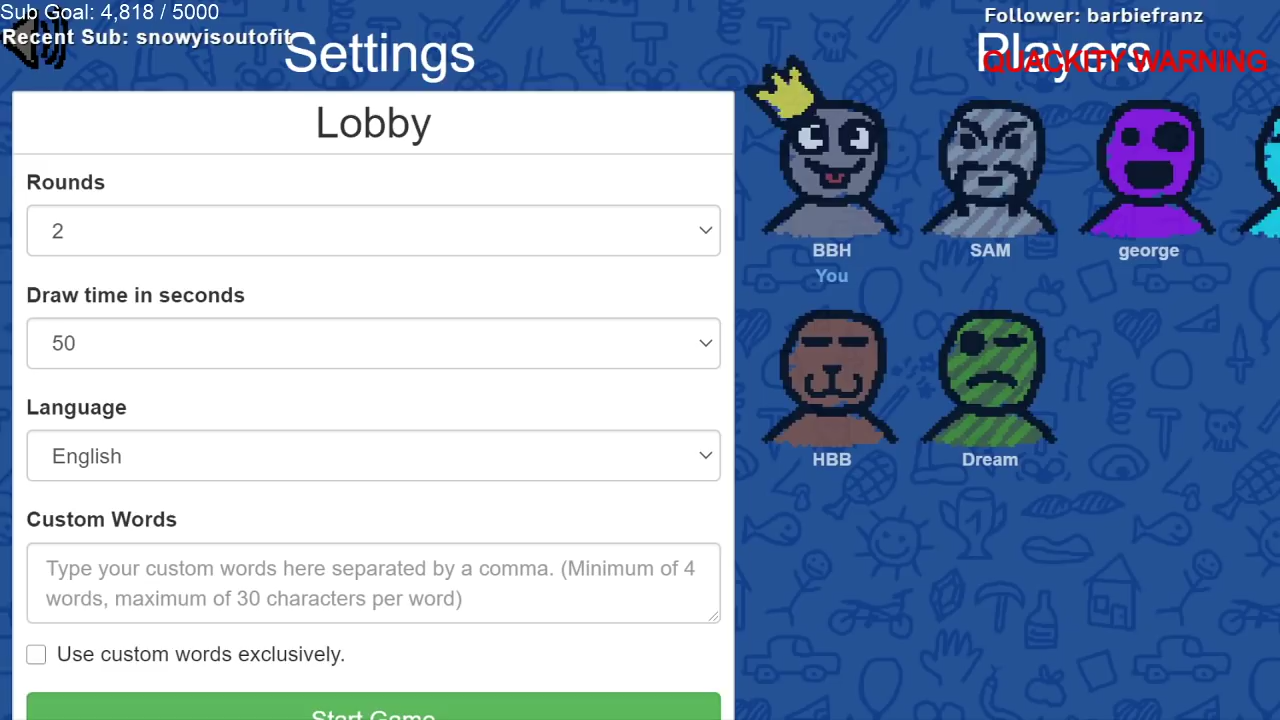 Sub Goal: 4,818 / 5000
Recent Sub: snowyisoutofit
Follower: barbiefranz
Settings
Players
QUACKITY WARNING
Lobby
Rounds
2
Draw time in seconds
50
Language
English
Custom Words
Type your custom words here separated by a comma. (Minimum of 4
words, maximum of 30 characters per word)
Use custom words exclusively.
Start Game
BBH
You
SAM
george
HBB
Dream